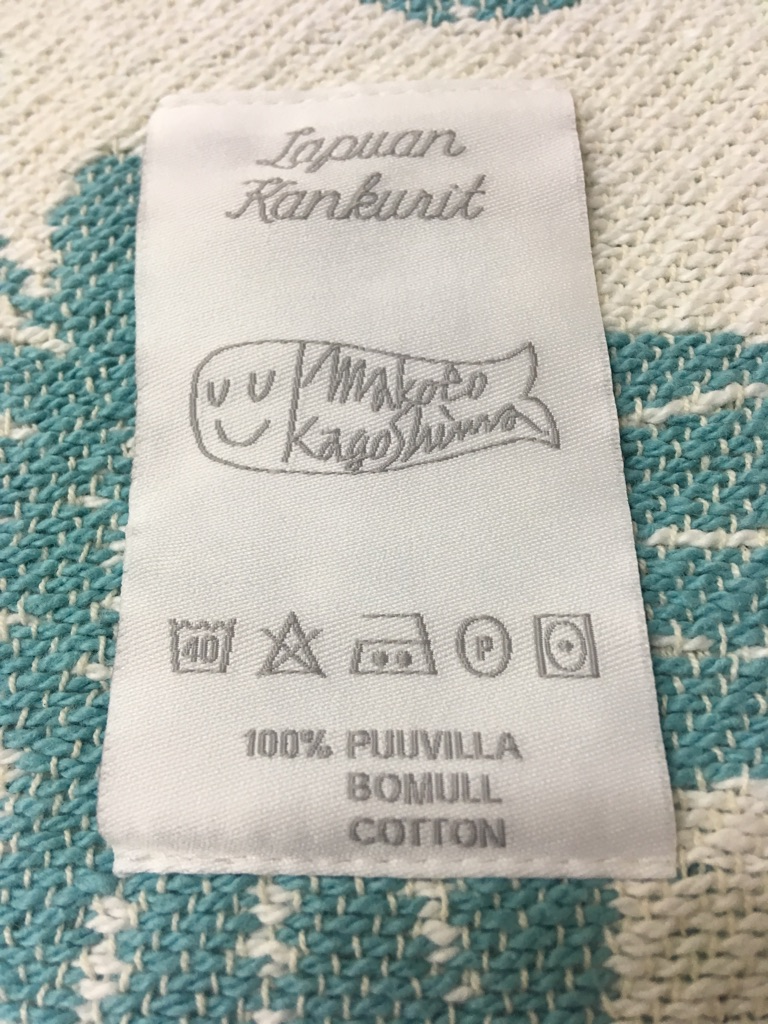 Lapuan
Kankurit
Makoto
Kagoshima
40
P
100% PUUVILLA
BOMULL
COTTON